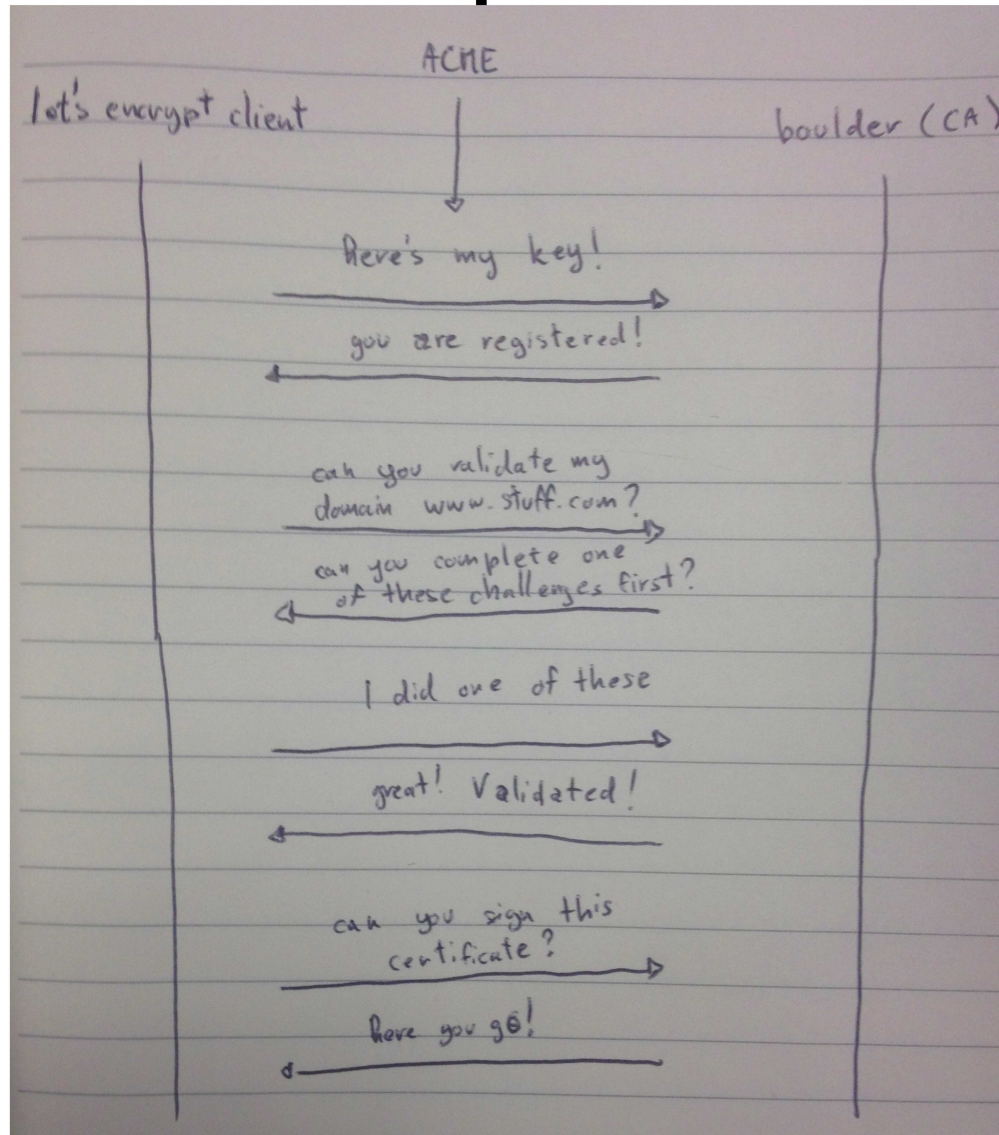 ACME
let's encrypt client
boulder (CA)
here's my key!
you are registered!
can you validate my
domain www.stuff.com?
can you complete one
of these challenges first?
I did one of these
great! Validated!
can you sign this
certificate?
here you go!